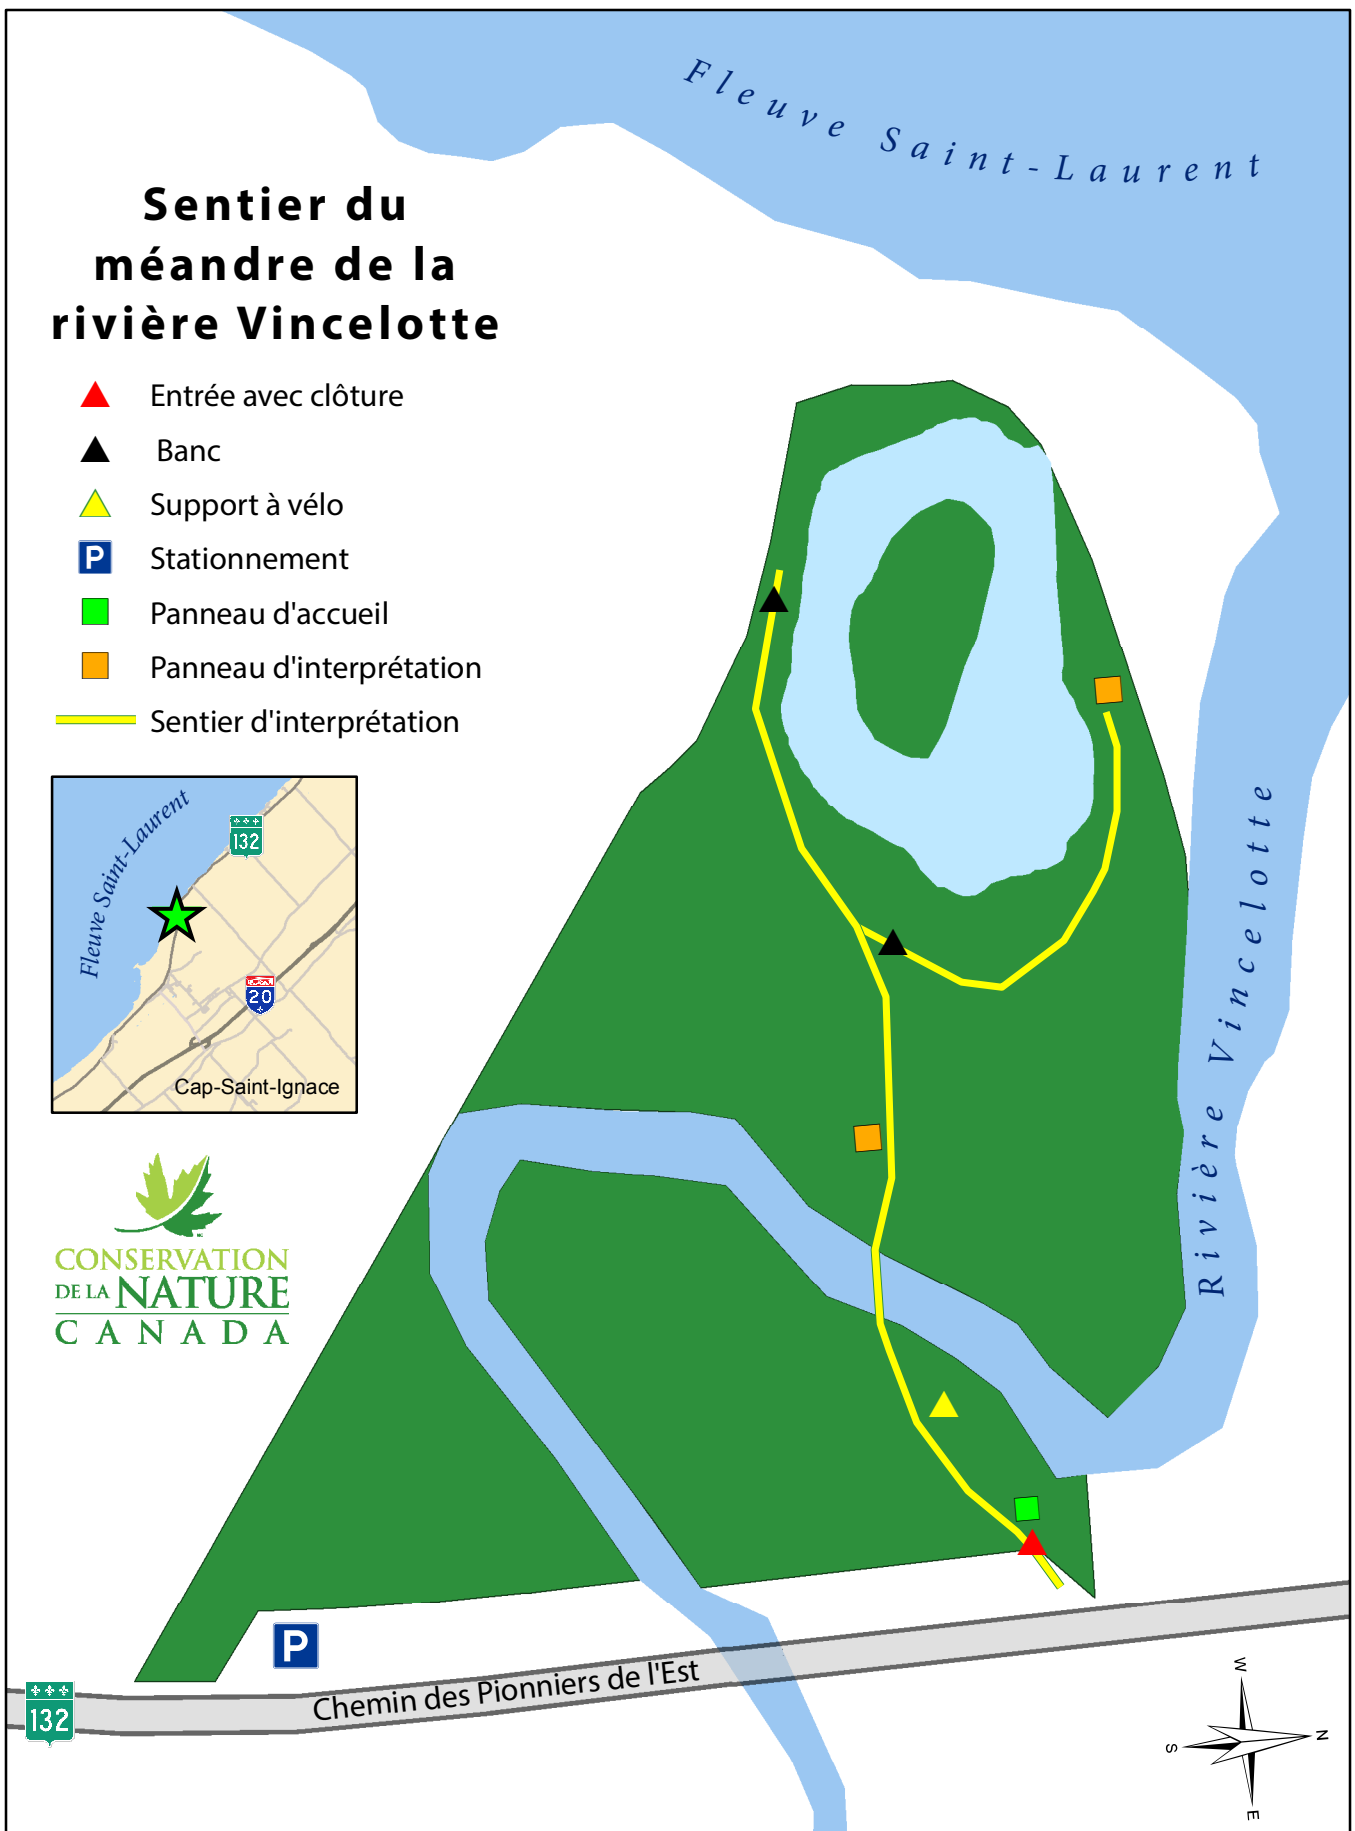 Fleuve Saint-Laurent
Sentier du
méandre de la
rivière Vincelotte
Entrée avec clôture
Banc
Support à vélo
P
Stationnement
Panneau d'accueil
Panneau d'interprétation
Sentier d'interprétation
Fleuve Saint-Laurent
132
20
Cap-Saint-Ignace
Rivière Vincelotte
CONSERVATION
DE LA NATURE
CANADA
P
Chemin des Pionniers de l'Est
132
W
N
S
E